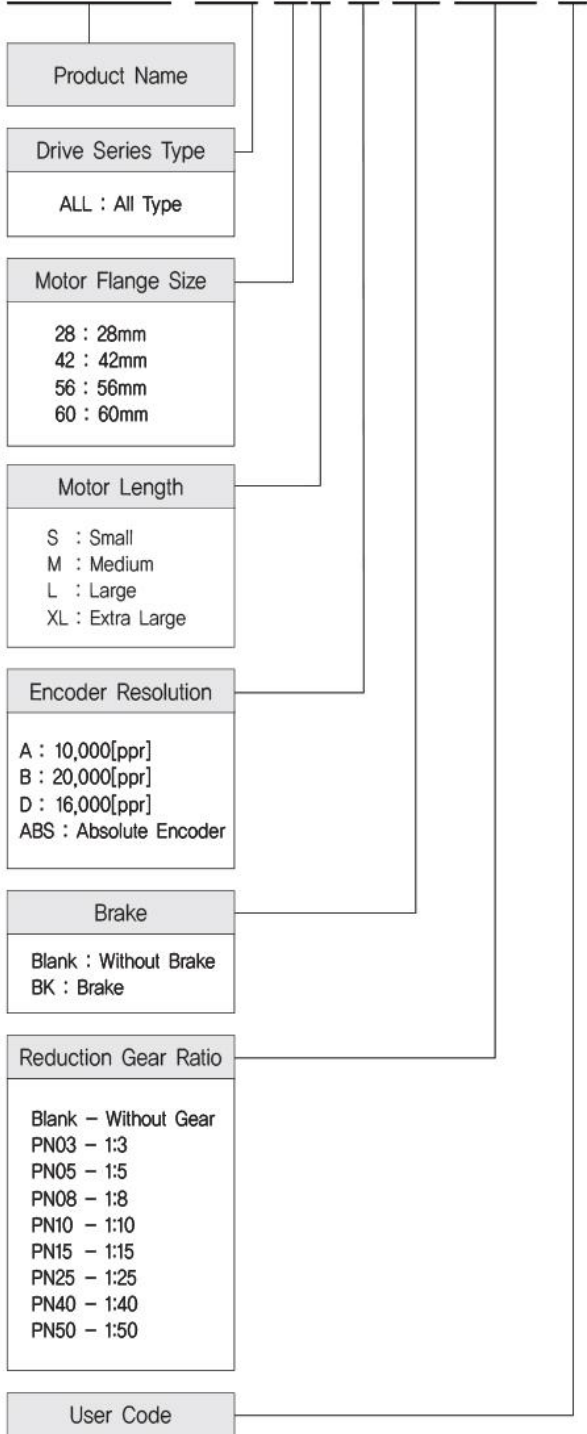 Product Name
Drive Series Type
ALL : All Type
Motor Flange Size
28 : 28mm
42 : 42mm
56 : 56mm
60 : 60mm
Motor Length
S : Small
M : Medium
L : Large
XL : Extra Large
Encoder Resolution
A : 10,000[ppr]
B : 20,000[ppr]
D : 16,000[ppr]
ABS : Absolute Encoder
Brake
Blank : Without Brake
BK : Brake
Reduction Gear Ratio
Blank – Without Gear
PN03 – 1:3
PN05 – 1:5
PN08 – 1:8
PN10 – 1:10
PN15 – 1:15
PN25 – 1:25
PN40 – 1:40
PN50 – 1:50
User Code